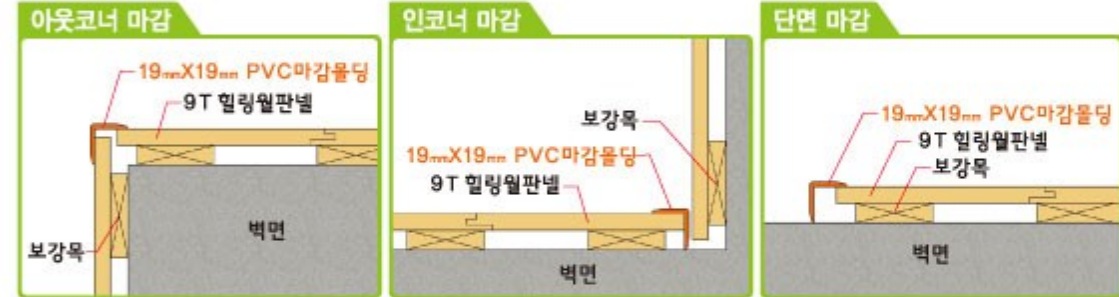 아웃코너 마감
19mmX19mm PVC마감몰딩
9T 힐링월판넬
보강목
벽면
인코너 마감
보강목
19mmX19mm PVC마감몰딩
9T 힐링월판넬
벽면
단면 마감
19mmX19mm PVC마감몰딩
9T 힐링월판넬
보강목
벽면